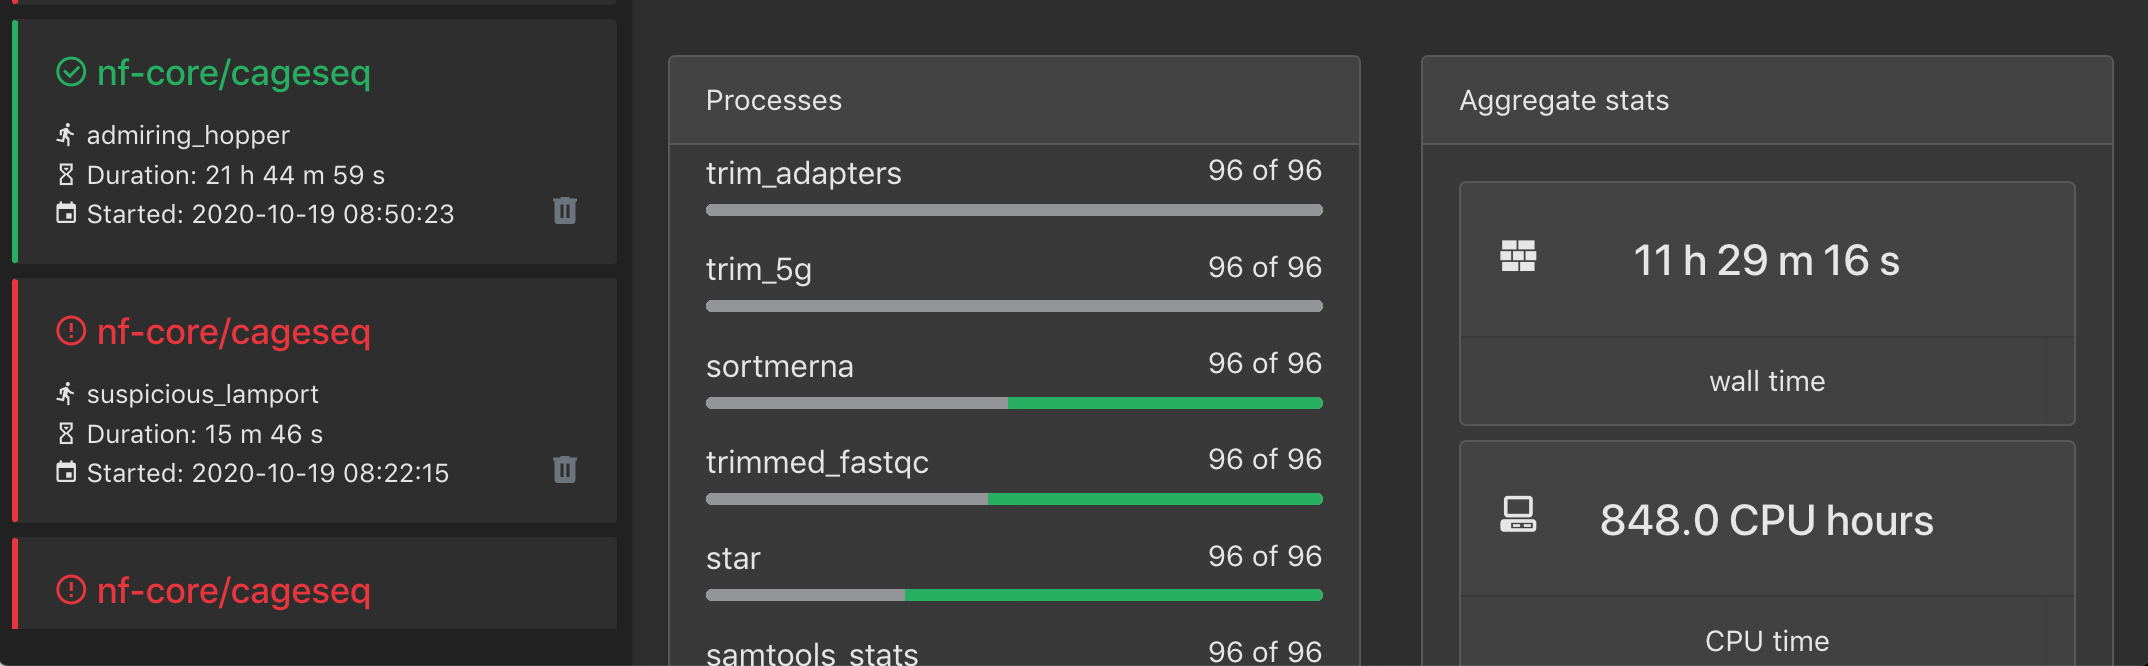 nf-core/cageseq
admiring_hopper
Duration: 21 h 44 m 59 s
Started: 2020-10-19 08:50:23
nf-core/cageseq
suspicious_lamport
Duration: 15 m 46 s
Started: 2020-10-19 08:22:15
nf-core/cageseq
Processes
trim_adapters 96 of 96
trim_5g 96 of 96
sortmerna 96 of 96
trimmed_fastqc 96 of 96
star 96 of 96
samtools_stats 96 of 96
Aggregate stats
11 h 29 m 16 s
wall time
848.0 CPU hours
CPU time